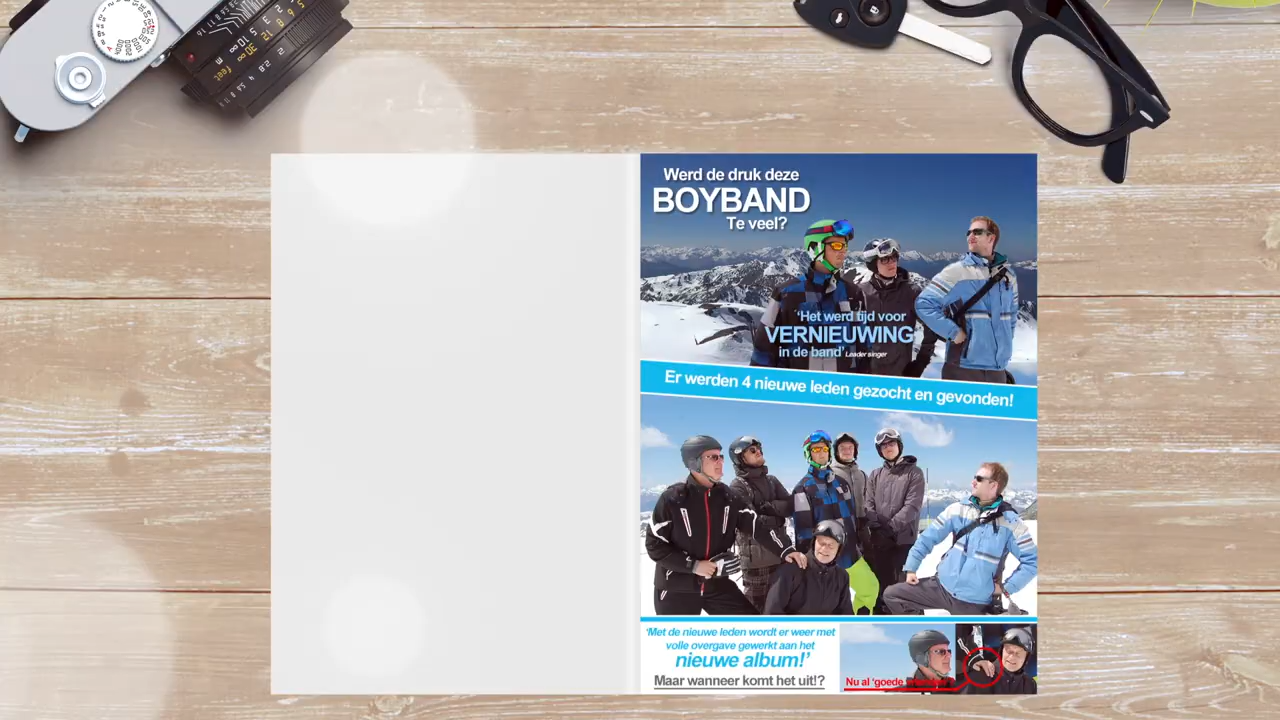 Werd de druk deze
BOYBAND
Te veel?
'Het werd tijd voor
VERNIEUWING
in de band' Leader singer
Er werden 4 nieuwe leden gezocht en gevonden!
'Met de nieuwe leden wordt er weer met
volle overgave gewerkt aan het
nieuwe album!'
Maar wanneer komt het uit!?
Nu al 'goede